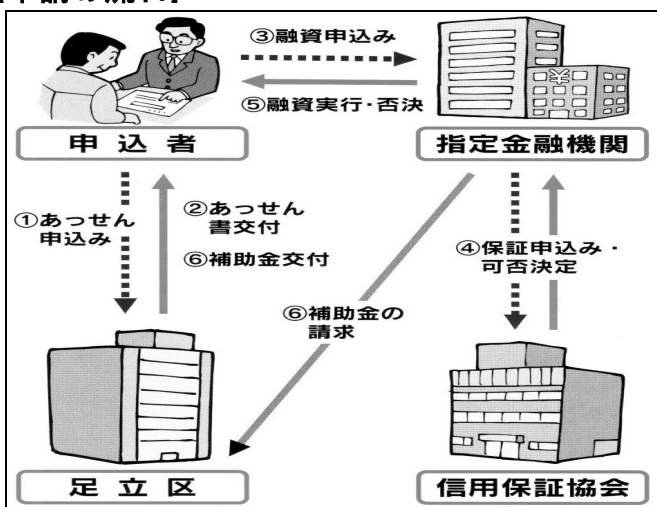 ③融資申込み
⑤融資実行・否決
申込者
指定金融機関
①あっせん
申込み
②あっせん
書交付
⑥補助金交付
④保証申込み・
可否決定
⑥補助金の
請求
足立区
信用保証協会